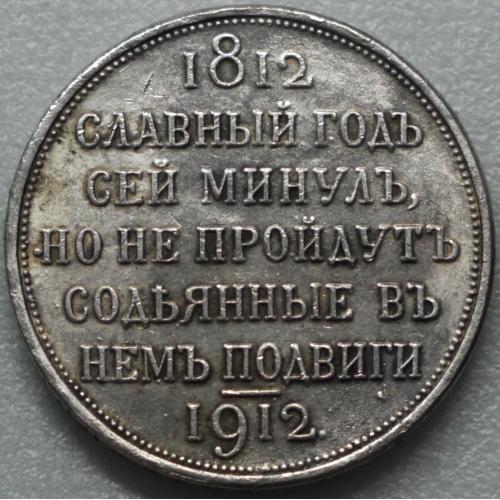 1812
СЛАВНЫЙ ГОДЪ
СЕЙ МИНУЛЪ,
НО НЕ ПРОЙДУТЪ
СОДѢЯННЫЕ ВЪ
НЕМЪ ПОДВИГИ
1912.